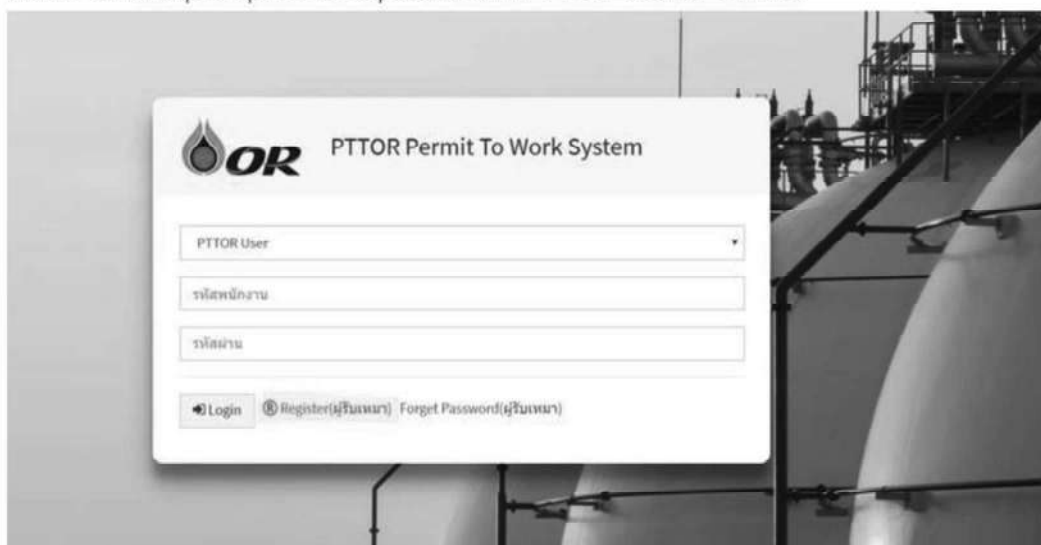 OR PTTOR Permit To Work System
PTTOR User
รหัสพนักงาน
รหัสผ่าน
Login ® Register(ผู้รับเหมา) Forget Password(ผู้รับเหมา)